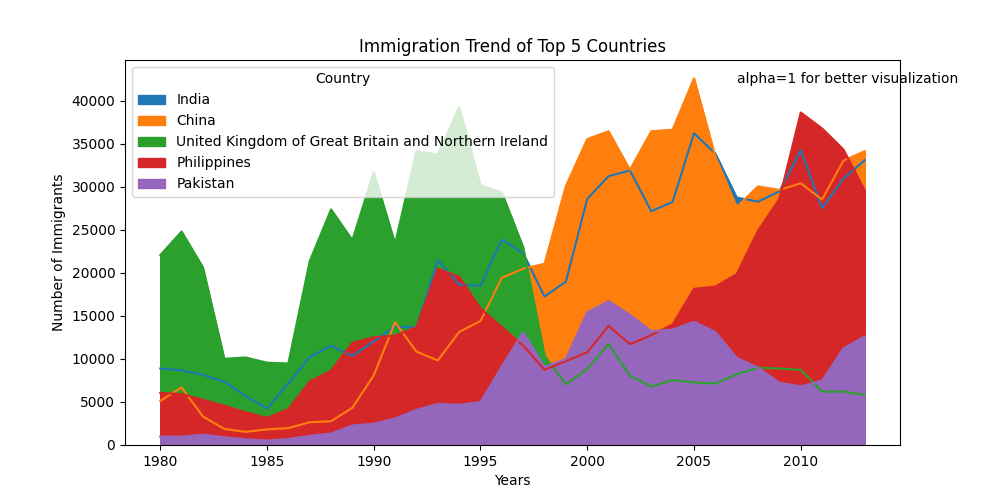 Immigration Trend of Top 5 Countries
alpha=1 for better visualization
Country
India
China
United Kingdom of Great Britain and Northern Ireland
Philippines
Pakistan
Number of Immigrants
40000
35000
30000
25000
20000
15000
10000
5000
0
1980 1985 1990 1995 2000 2005 2010
Years